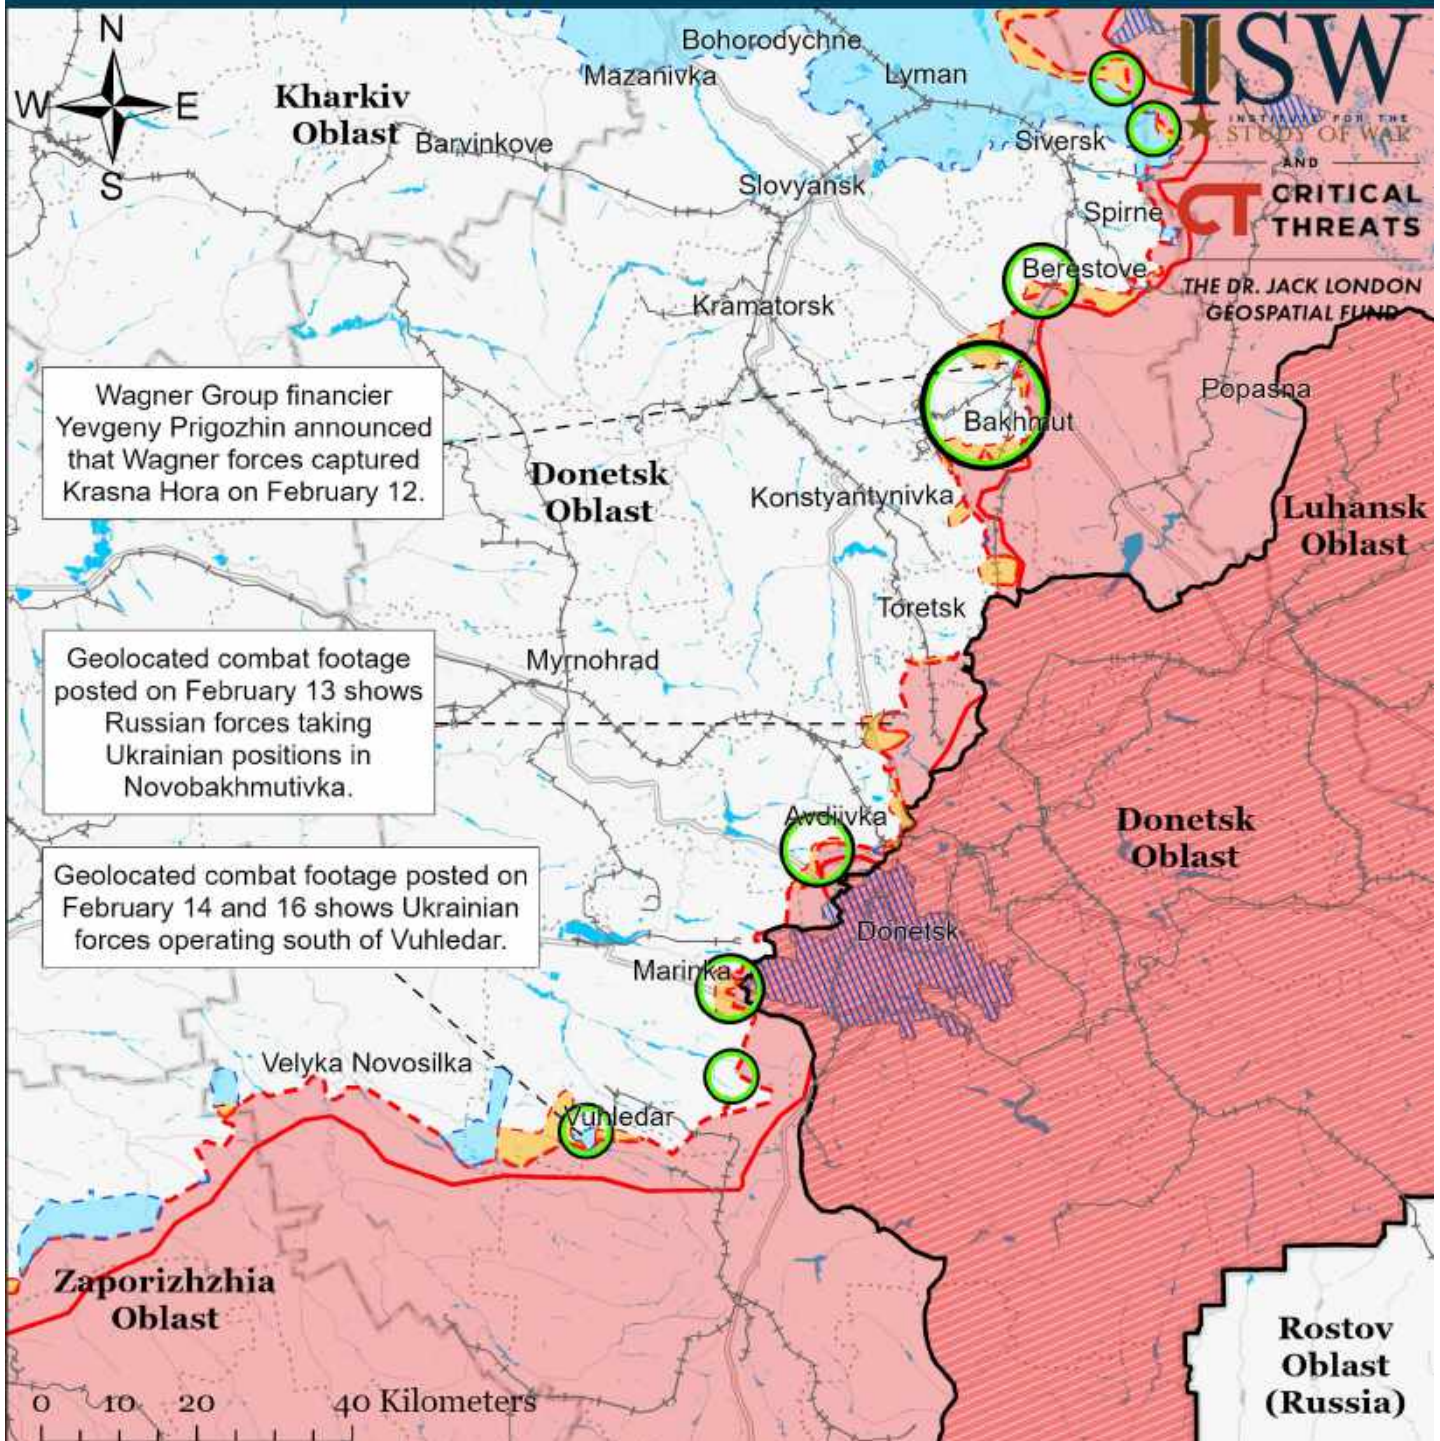 N
W
E
S
Kharkiv
Oblast
Bohorodychne
Mazanivka
Lyman
Barvinkove
Siversk
Slovyansk
Spirne
Berestove
Kramatorsk
ISW
INSTITUTE FOR THE
STUDY OF WAR
AND
CT CRITICAL
THREATS
THE DR. JACK LONDON
GEOSPATIAL FUND
Wagner Group financier
Yevgeny Prigozhin announced
that Wagner forces captured
Krasna Hora on February 12.
Popasna
Bakhmut
Donetsk
Oblast
Konstyantynivka
Luhansk
Oblast
Toretsk
Geolocated combat footage
posted on February 13 shows
Russian forces taking
Ukrainian positions in
Novobakhmutivka.
Myrnohrad
Avdiivka
Donetsk
Oblast
Geolocated combat footage posted on
February 14 and 16 shows Ukrainian
forces operating south of Vuhledar.
Donetsk
Marinka
Velyka Novosilka
Vuhledar
Zaporizhzhia
Oblast
Rostov
Oblast
(Russia)
0 10 20 40 Kilometers